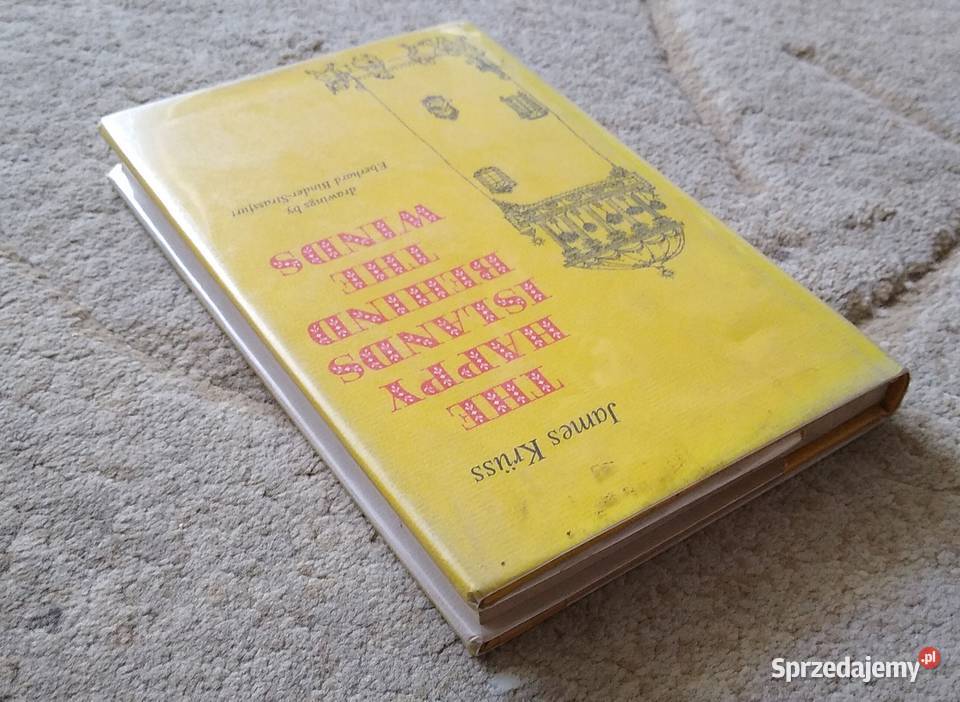 James Krüss
THE
HAPPY
ISLANDS
BEHIND
THE
WINDS
drawings by
Eberhard Binder-Strassfurt
Sprzedajemy.pl